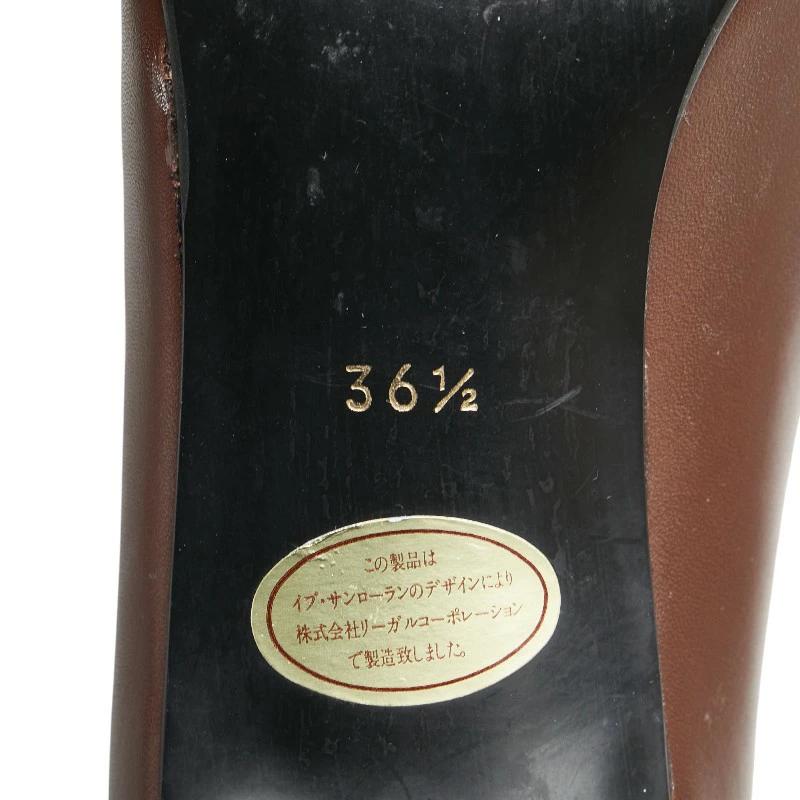 36 1/2
この製品は
イブ・サンローランのデザインにより
株式会社リーガルコーポレーション
で製造致しました。